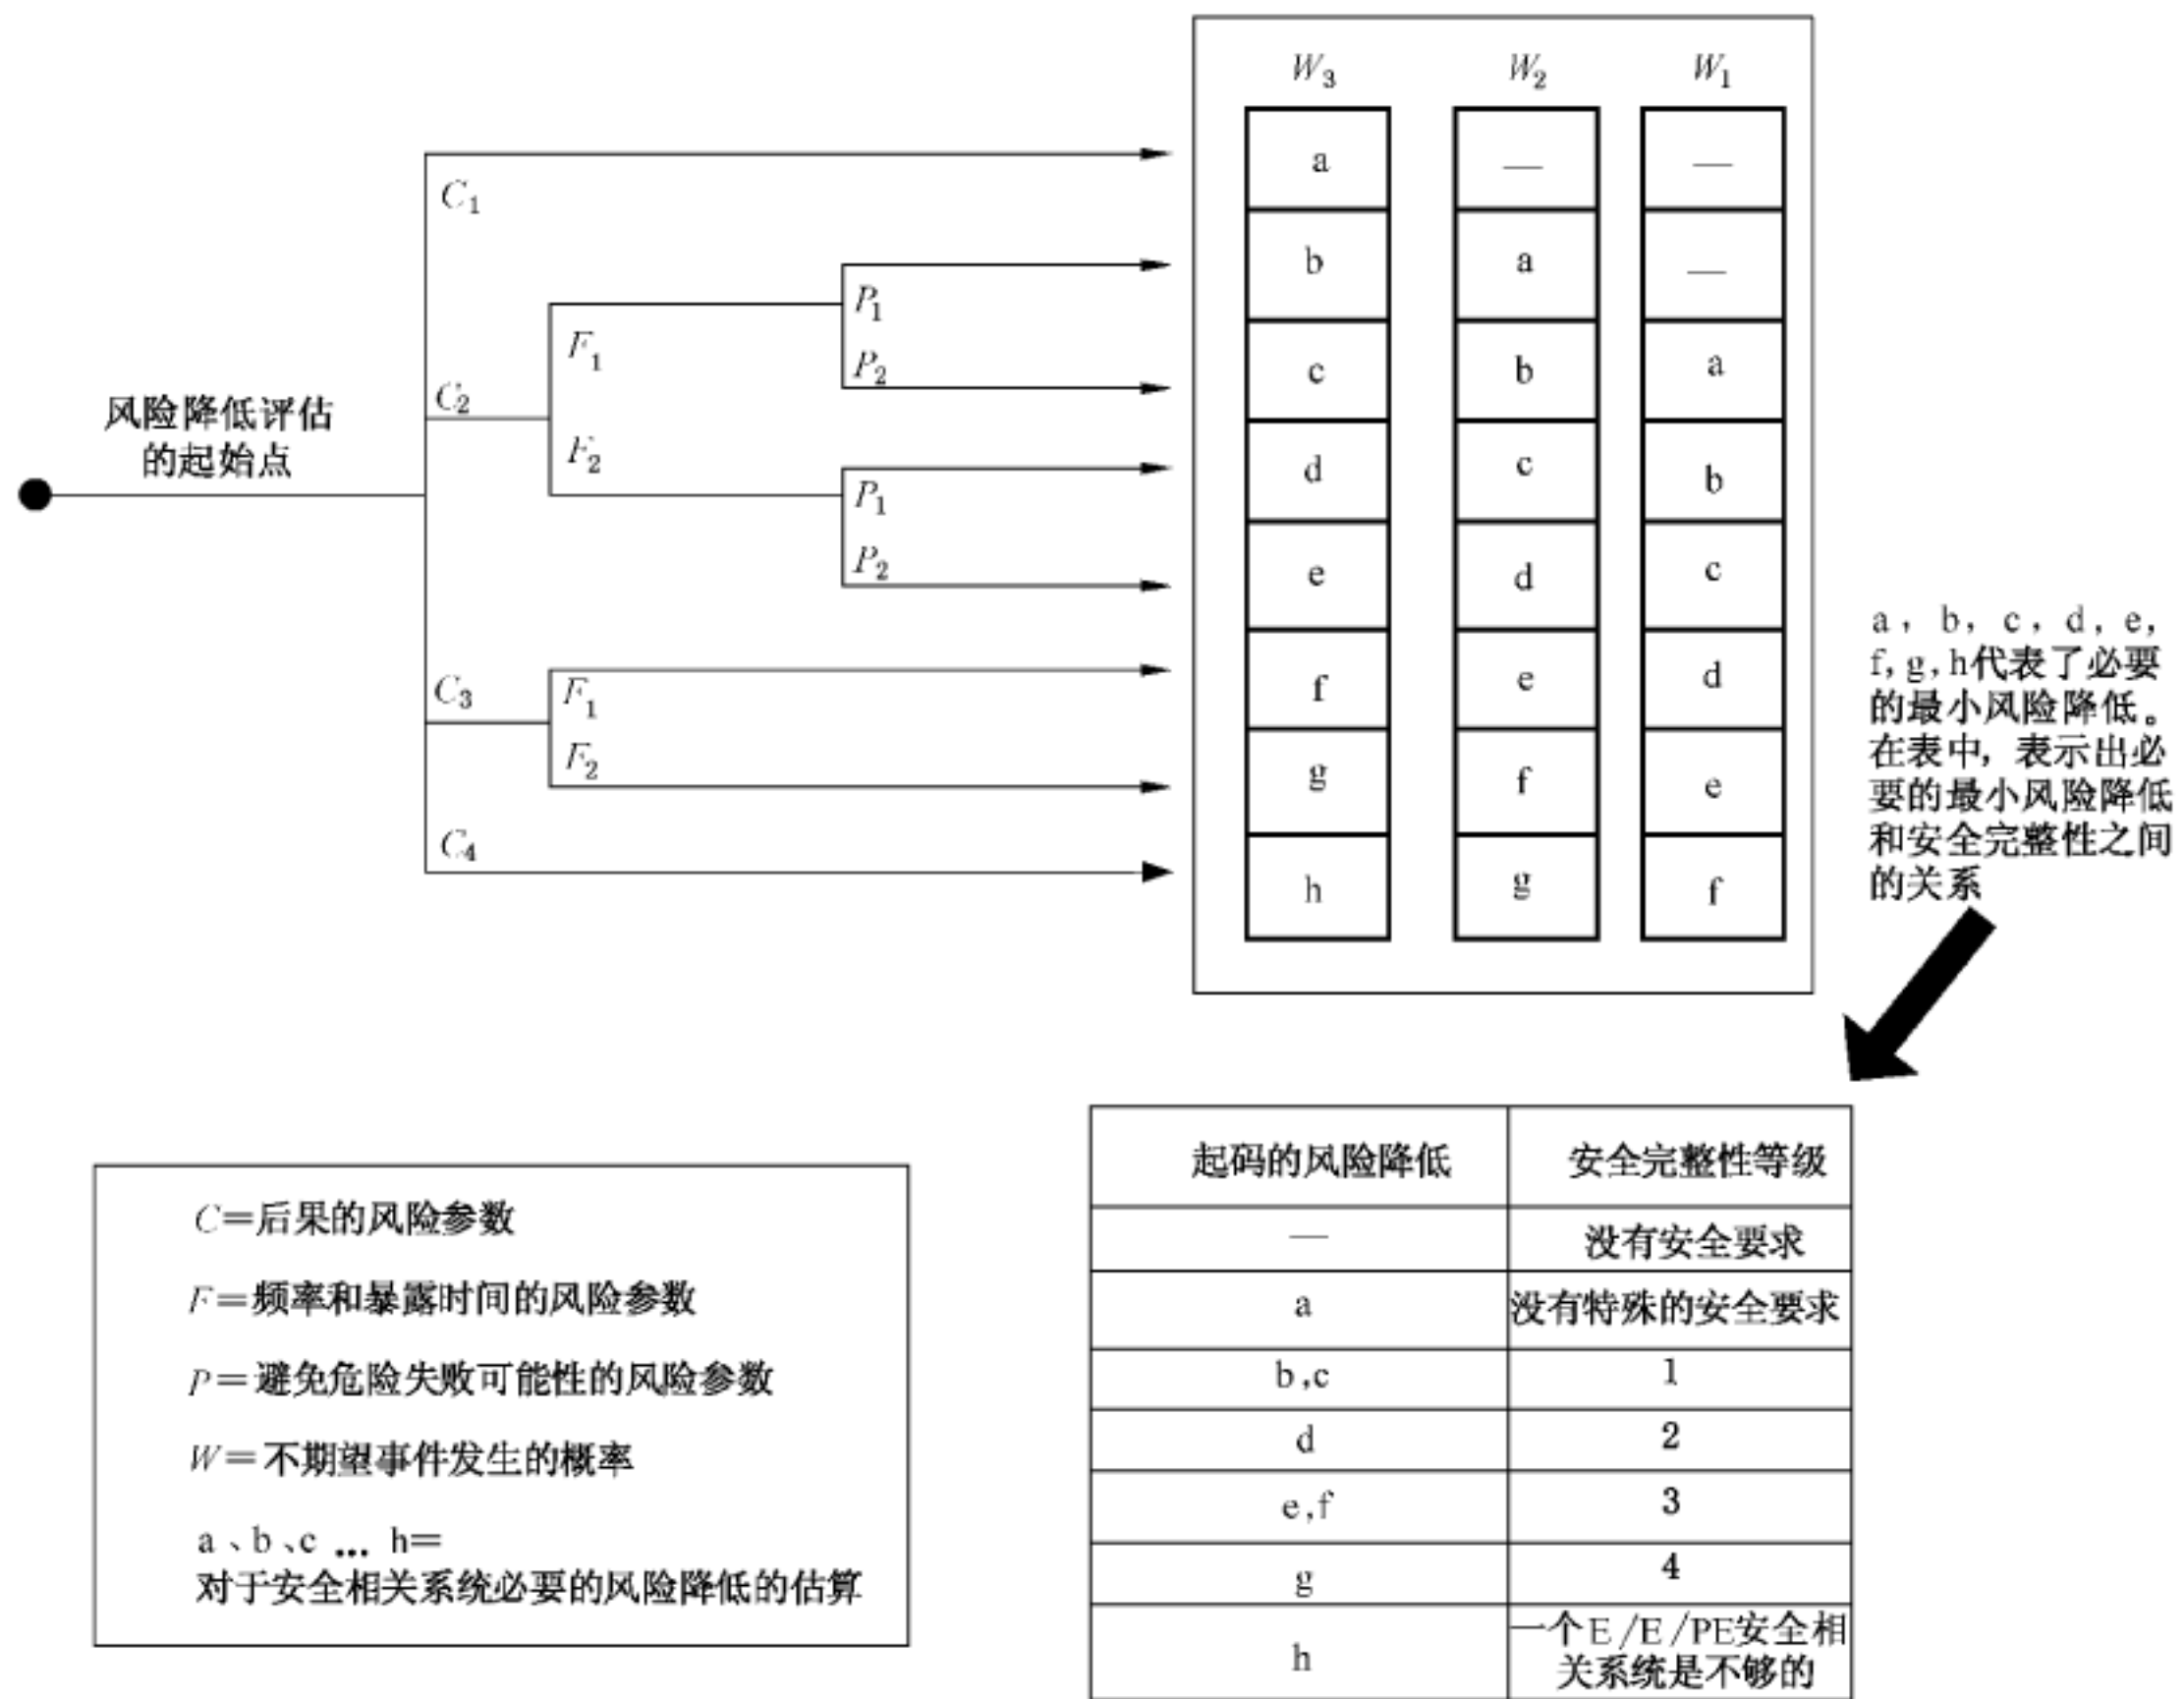 W₃ W₂ W₁
C₁
a — —
P₁
b a —
F₁
P₂
c b a
风险降低评估
的起始点
C₂
F₂
P₁
d c b
P₂
e d c
C₃
F₁
f e d
F₂
g f e
C₄
h g f
a, b, c, d, e,
f, g, h代表了必要
的最小风险降低。
在表中, 表示出必
要的最小风险降低
和安全完整性之间
的关系
C=后果的风险参数
F=频率和暴露时间的风险参数
P=避免危险失败可能性的风险参数
W=不期望事件发生的概率
a、b、c … h=
对于安全相关系统必要的风险降低的估算
起码的风险降低 安全完整性等级
— 没有安全要求
a 没有特殊的安全要求
b,c 1
d 2
e,f 3
g 4
h 一个E/E/PE安全相
关系统是不够的